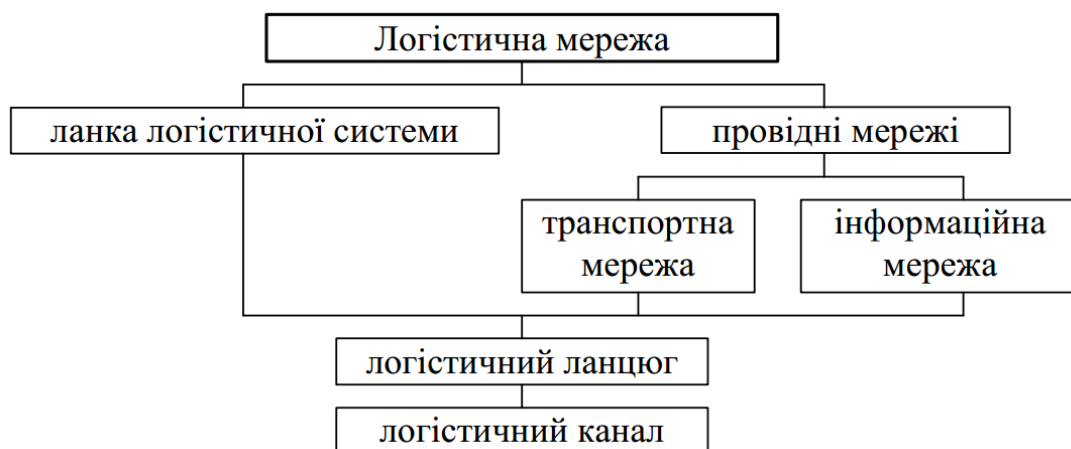 Логістична мережа
ланка логістичної системи
провідні мережі
транспортна
мережа
інформаційна
мережа
логістичний ланцюг
логістичний канал